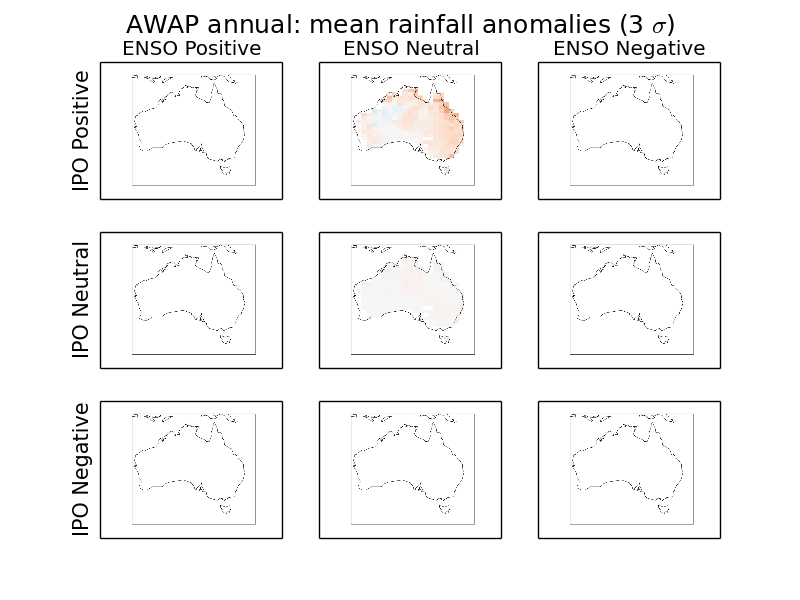 AWAP annual: mean rainfall anomalies (3 σ)
ENSO Positive
ENSO Neutral
ENSO Negative
IPO Positive
IPO Neutral
IPO Negative